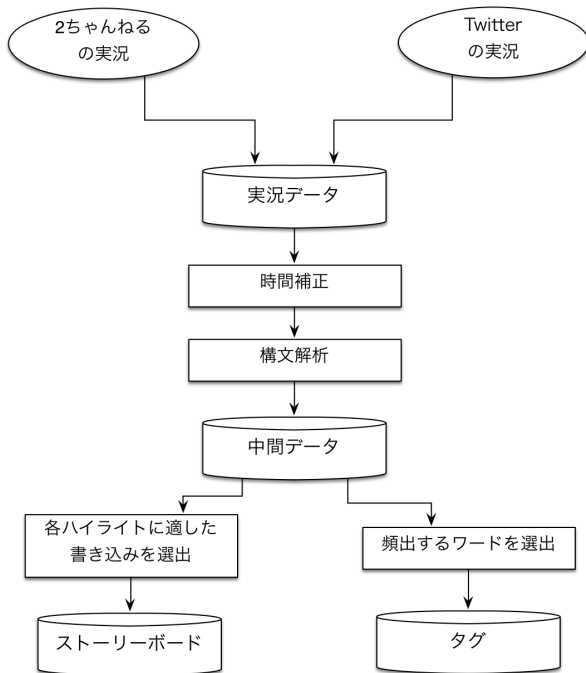 2ちゃんねる
の実況
Twitter
の実況
実況データ
時間補正
構文解析
中間データ
各ハイライトに適した
書き込みを選出
頻出するワードを選出
ストーリーボード
タグ